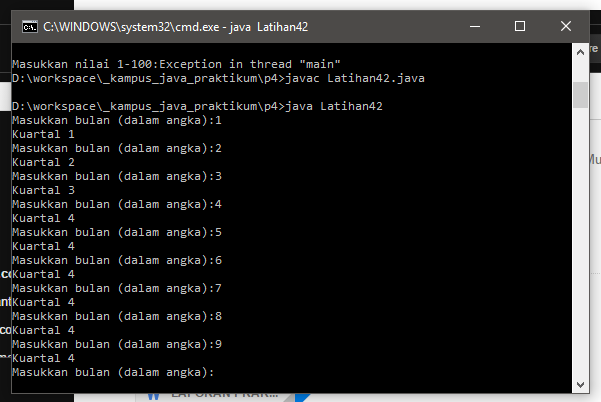 C:\WINDOWS\system32\cmd.exe - java Latihan42
Masukkan nilai 1-100:Exception in thread "main"
D:\workspace\_kampus_java_praktikum\p4>javac Latihan42.java
D:\workspace\_kampus_java_praktikum\p4>java Latihan42
Masukkan bulan (dalam angka):1
Kuartal 1
Masukkan bulan (dalam angka):2
Kuartal 2
Masukkan bulan (dalam angka):3
Kuartal 3
Masukkan bulan (dalam angka):4
Kuartal 4
Masukkan bulan (dalam angka):5
Kuartal 4
Masukkan bulan (dalam angka):6
Kuartal 4
Masukkan bulan (dalam angka):7
Kuartal 4
Masukkan bulan (dalam angka):8
Kuartal 4
Masukkan bulan (dalam angka):9
Kuartal 4
Masukkan bulan (dalam angka):